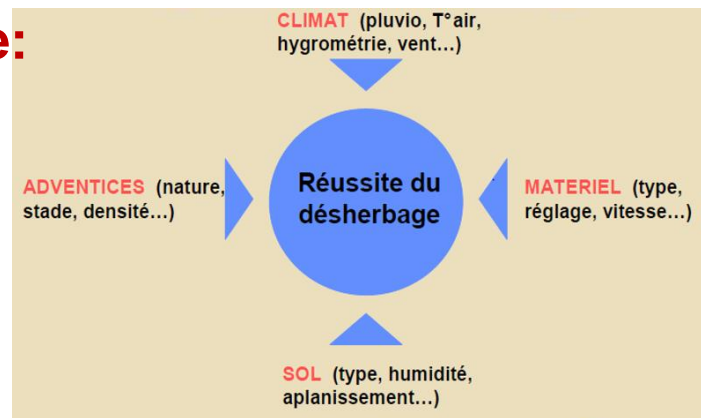 e:
CLIMAT (pluvio, T°air,
hygrométrie, vent...)
ADVENTICES (nature,
stade, densité...)
Réussite du
désherbage
MATERIEL (type,
réglage, vitesse...)
SOL (type, humidité,
aplanissement...)